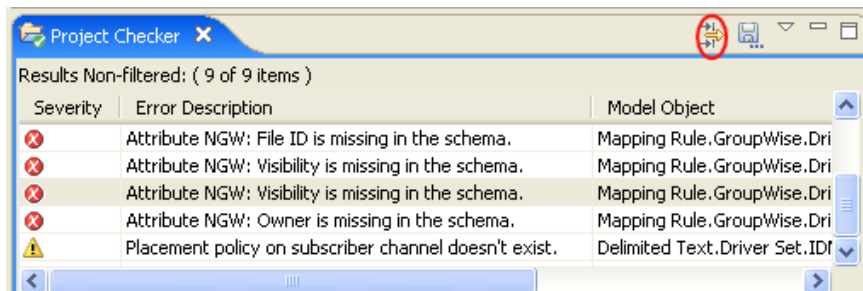 Project Checker
Results Non-filtered: ( 9 of 9 items )
Severity Error Description Model Object
Attribute NGW: File ID is missing in the schema. Mapping Rule.GroupWise.Dri
Attribute NGW: Visibility is missing in the schema. Mapping Rule.GroupWise.Dri
Attribute NGW: Visibility is missing in the schema. Mapping Rule.GroupWise.Dri
Attribute NGW: Owner is missing in the schema. Mapping Rule.GroupWise.Dri
Placement policy on subscriber channel doesn't exist. Delimited Text.Driver Set.IDM